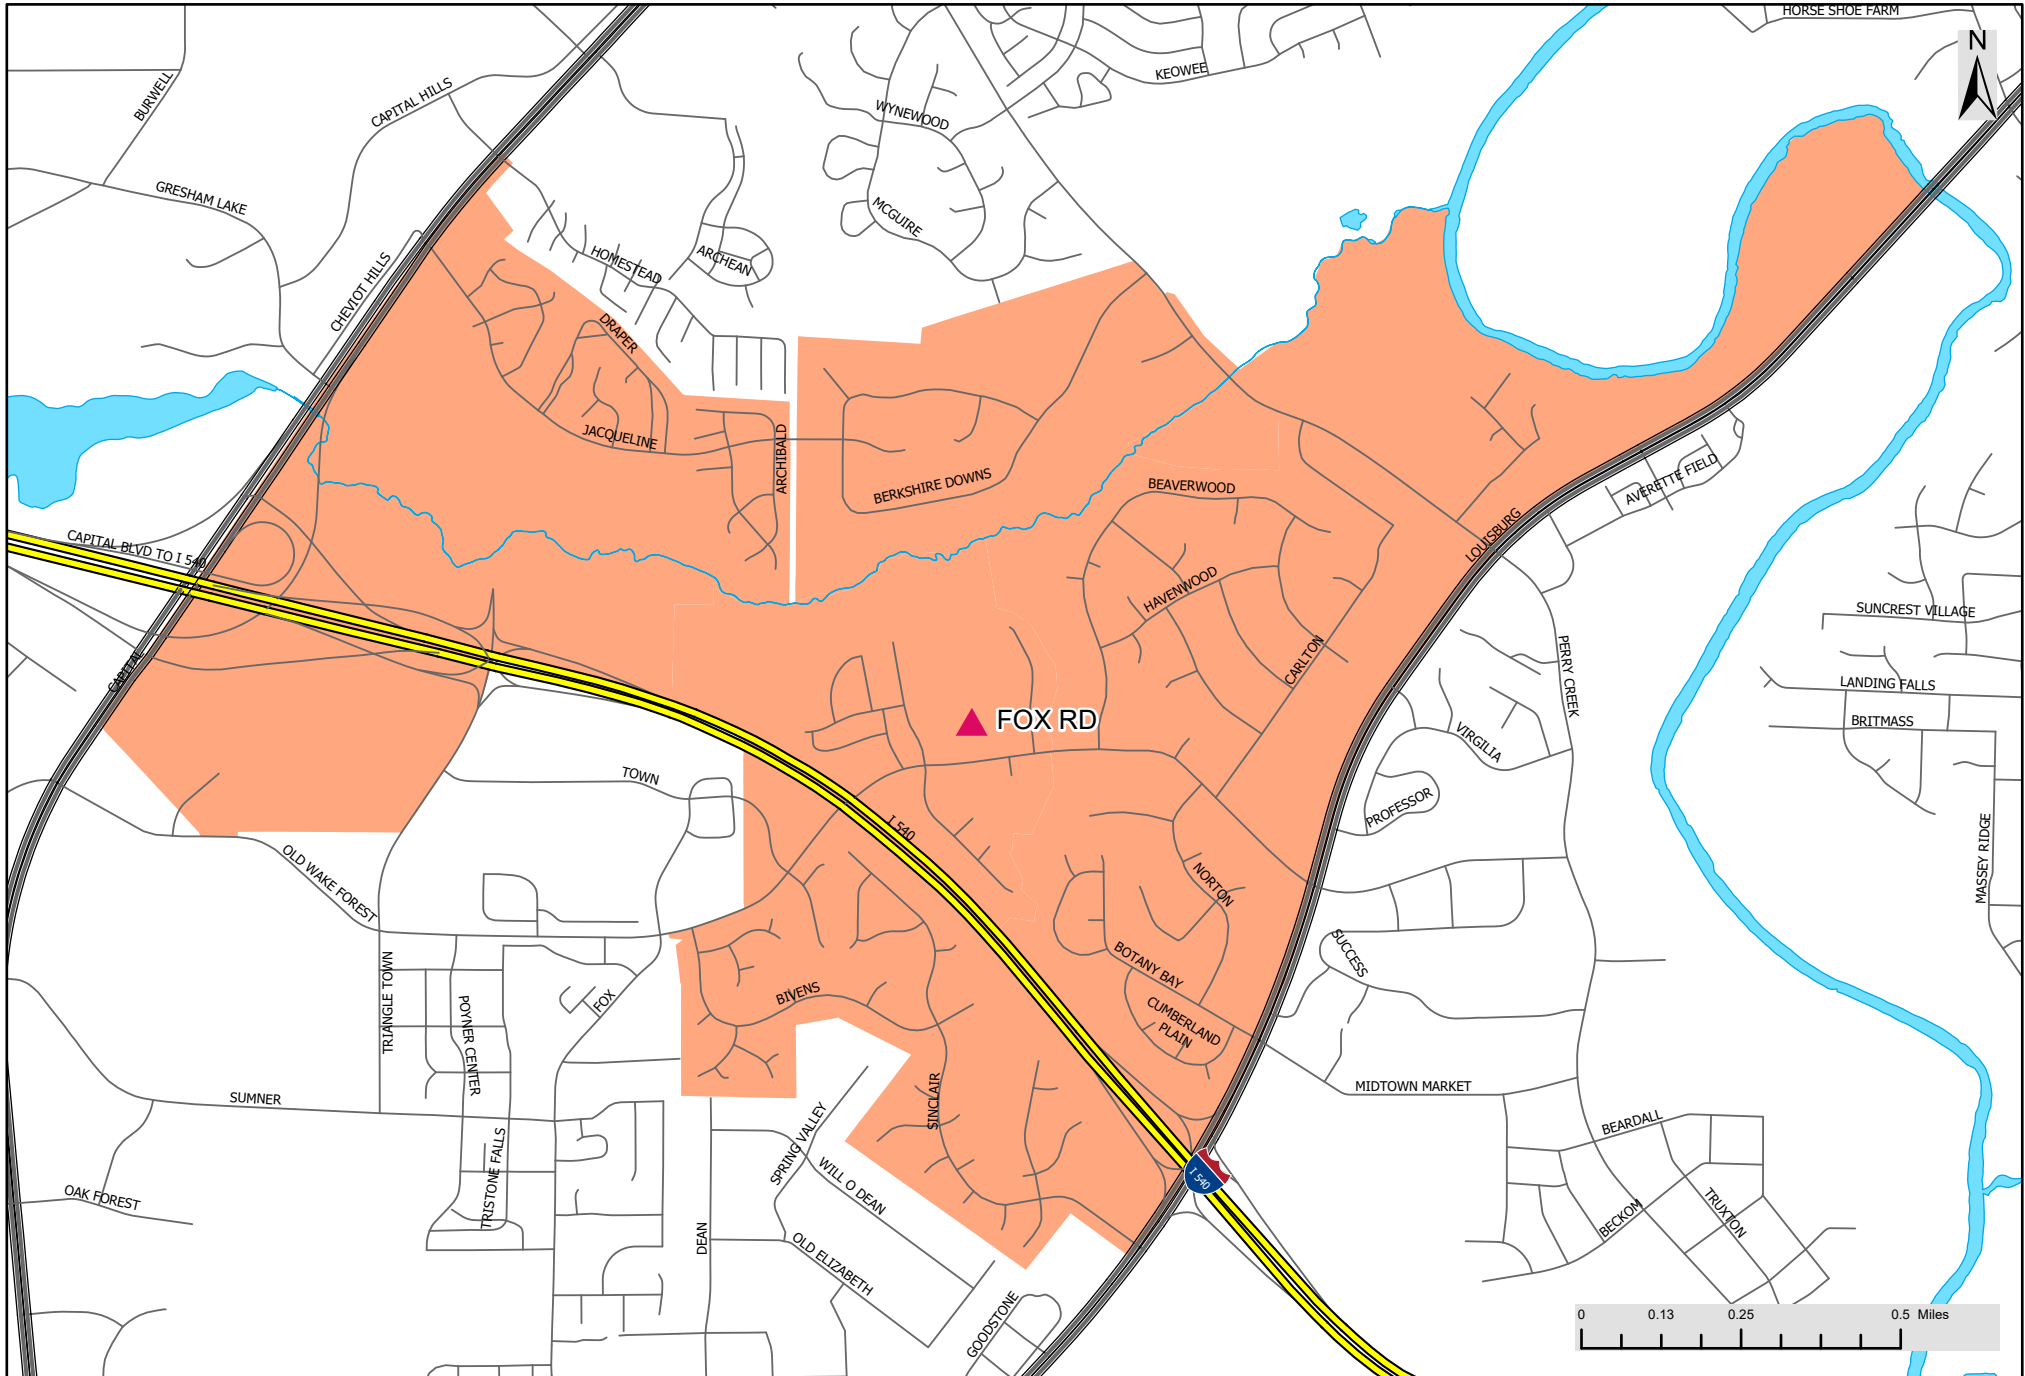 HORSE SHOE FARM
N
KEOWEE
BURWELL
CAPITAL HILLS
WYNEWOOD
GRESHAM LAKE
MCGUIRE
HOMESTEAD
ARCHEAN
CHEVIOT HILLS
DRAPER
JACQUELINE
ARCHIBALD
BERKSHIRE DOWNS
BEAVERWOOD
AVERETTE FIELD
LOUISBURG
CAPITAL BLVD TO I 540
HAVENWOOD
SUNCREST VILLAGE
CARLTON
PERRY CREEK
CAPITAL
LANDING FALLS
FOX RD
BRITMASS
VIRGILIA
TOWN
PROFESSOR
I 540
MASSEY RIDGE
OLD WAKE FOREST
NORTON
SUCCESS
BOTANY BAY
TRIANGLE TOWN
POYNER CENTER
FOX
BIVENS
CUMBERLAND
PLAIN
MIDTOWN MARKET
SUMNER
SINCLAIR
SPRING VALLEY
BEARDALL
TRISTONE FALLS
WILL O DEAN
I 540
OAK FOREST
BECKOM
TRUXTON
DEAN
OLD ELIZABETH
GOODSTONE
0 0.13 0.25 0.5 Miles